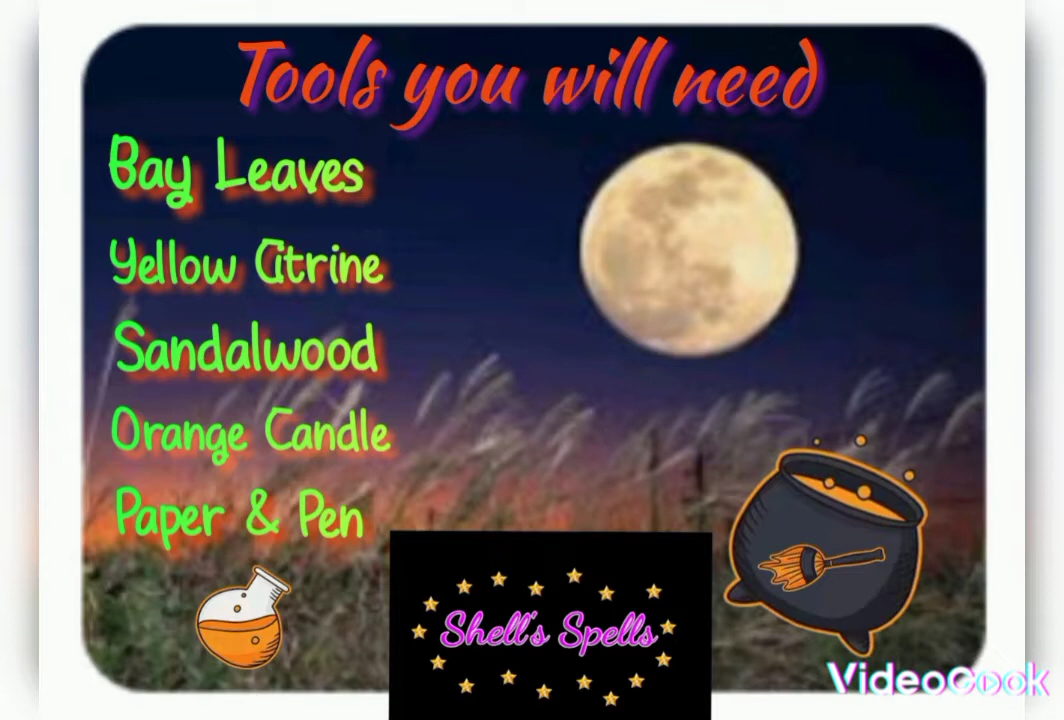 Tools you will need
Bay Leaves
Yellow Citrine
Sandalwood
Orange Candle
Paper & Pen
Shell's Spells
VideoCook